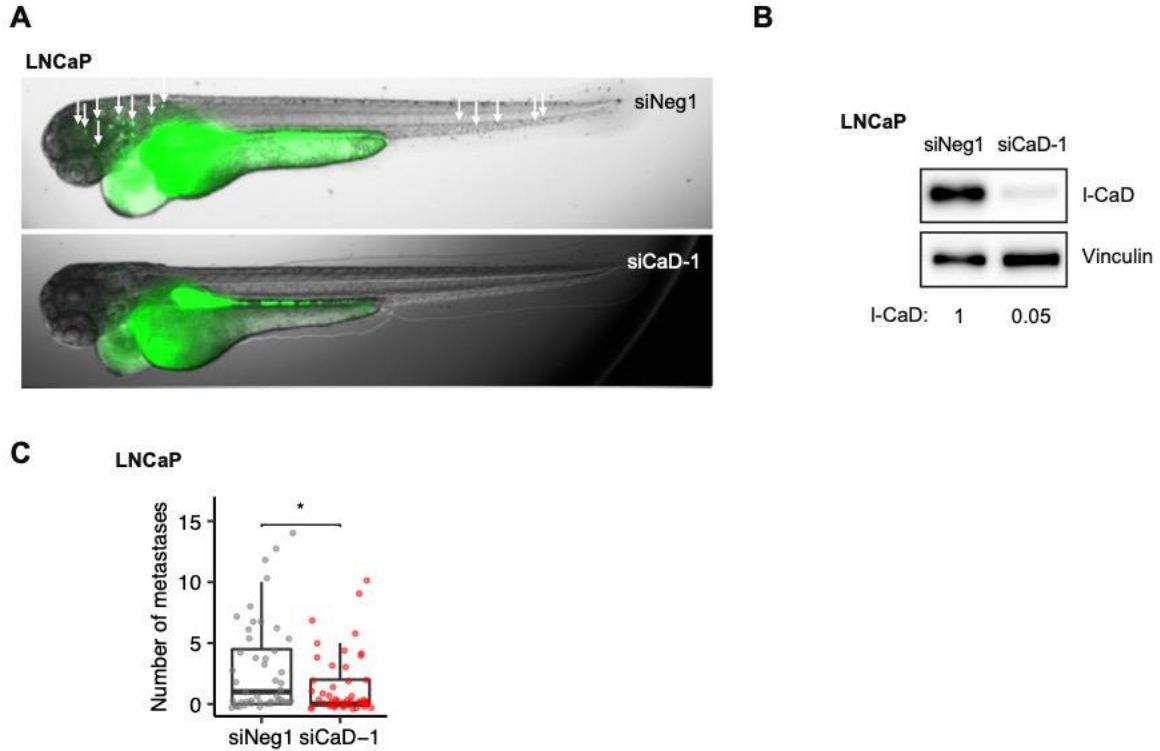 A
LNCaP
siNeg1
siCaD-1
B
LNCaP
siNeg1 siCaD-1
l-CaD
Vinculin
l-CaD: 1 0.05
C
LNCaP
*
Number of metastases
15
10
5
0
siNeg1 siCaD−1